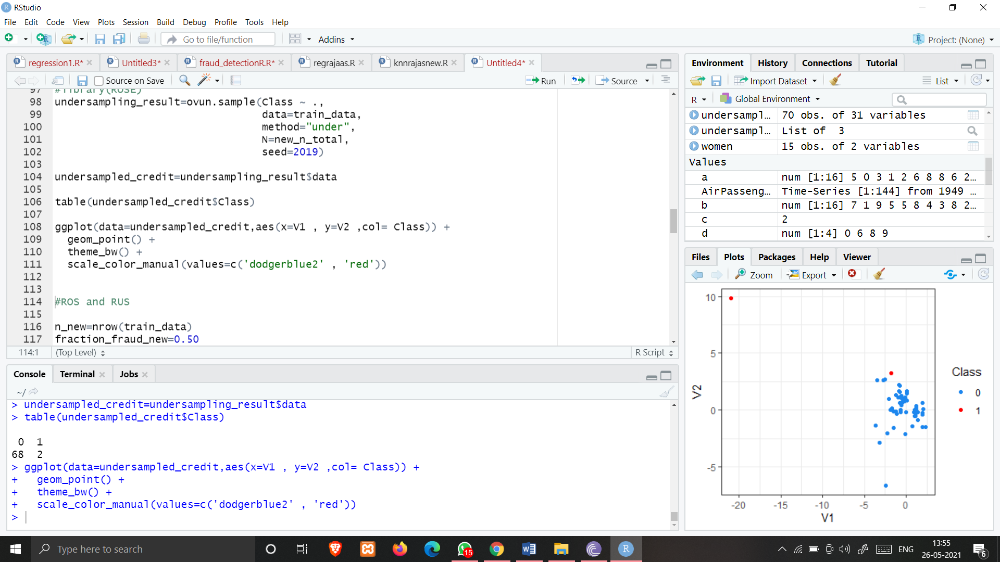 RStudio
File Edit Code View Plots Session Build Debug Profile Tools Help
Go to file/function Addins Project: (None)
regression1.R* Untitled3* fraud_detectionR.R* regrajaas.R knnrajasnew.R Untitled4*
Source on Save Run Source
97 #library(ROSE)
98 undersampling_result=ovun.sample(Class ~ .,
99 data=train_data,
100 method="under",
101 N=new_n_total,
102 seed=2019)
103
104 undersampled_credit=undersampling_result$data
105
106 table(undersampled_credit$Class)
107
108 ggplot(data=undersampled_credit,aes(x=V1 , y=V2 ,col= Class)) +
109 geom_point() +
110 theme_bw() +
111 scale_color_manual(values=c('dodgerblue2' , 'red'))
112
113
114 #ROS and RUS
115
116 n_new=nrow(train_data)
117 fraction_fraud_new=0.50
114:1 (Top Level) R Script
Console Terminal Jobs
~/
> undersampled_credit=undersampling_result$data
> table(undersampled_credit$Class)
0 1
68 2
> ggplot(data=undersampled_credit,aes(x=V1 , y=V2 ,col= Class)) +
+ geom_point() +
+ theme_bw() +
+ scale_color_manual(values=c('dodgerblue2' , 'red'))
>
Environment History Connections Tutorial
Import Dataset List
R Global Environment
undersampl… 70 obs. of 31 variables
undersampl… List of 3
women 15 obs. of 2 variables
Values
a num [1:16] 5 0 3 1 2 6 8 8 6 2…
AirPasseng… Time-Series [1:144] from 1949 …
b num [1:16] 7 1 9 5 5 8 4 3 8 2…
c 2
d num [1:4] 0 6 8 9
Files Plots Packages Help Viewer
Zoom Export
10
5
0
-5
V2
-20 -15 -10 -5 0
V1
Class
0
1
Type here to search
15
ENG
13:55
26-05-2021
6